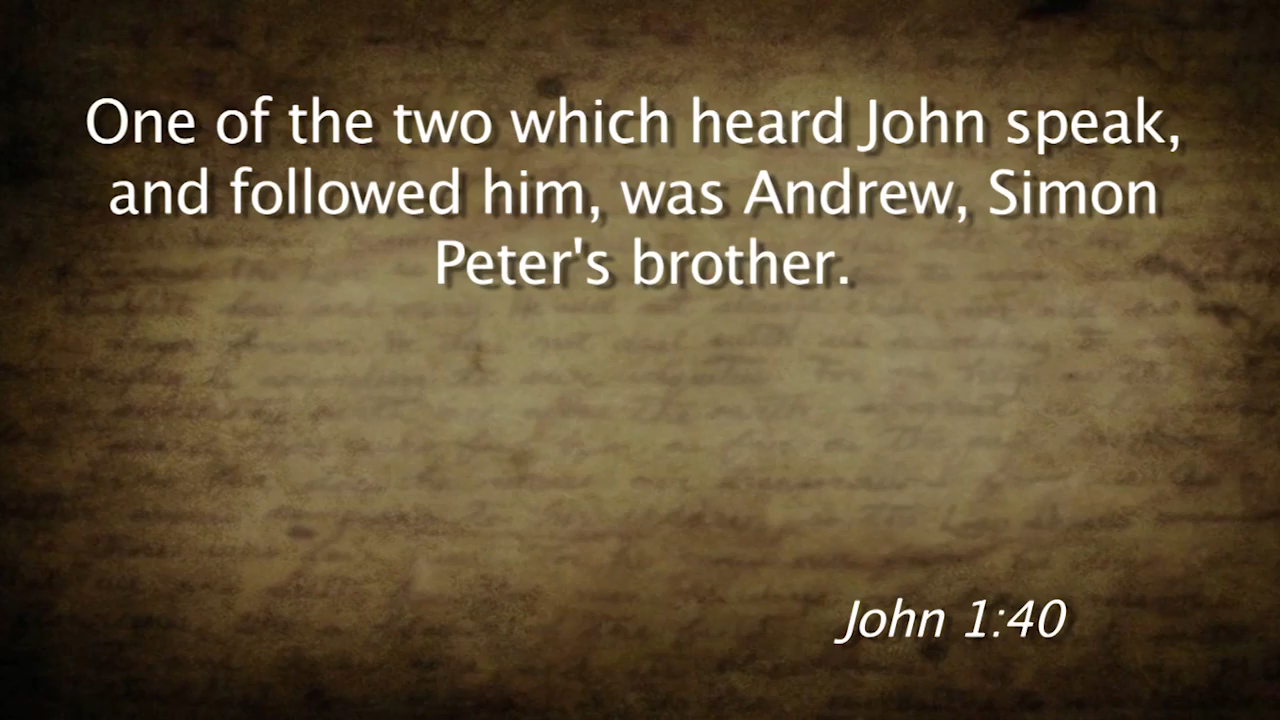 One of the two which heard John speak,
and followed him, was Andrew, Simon
Peter's brother.
John 1:40